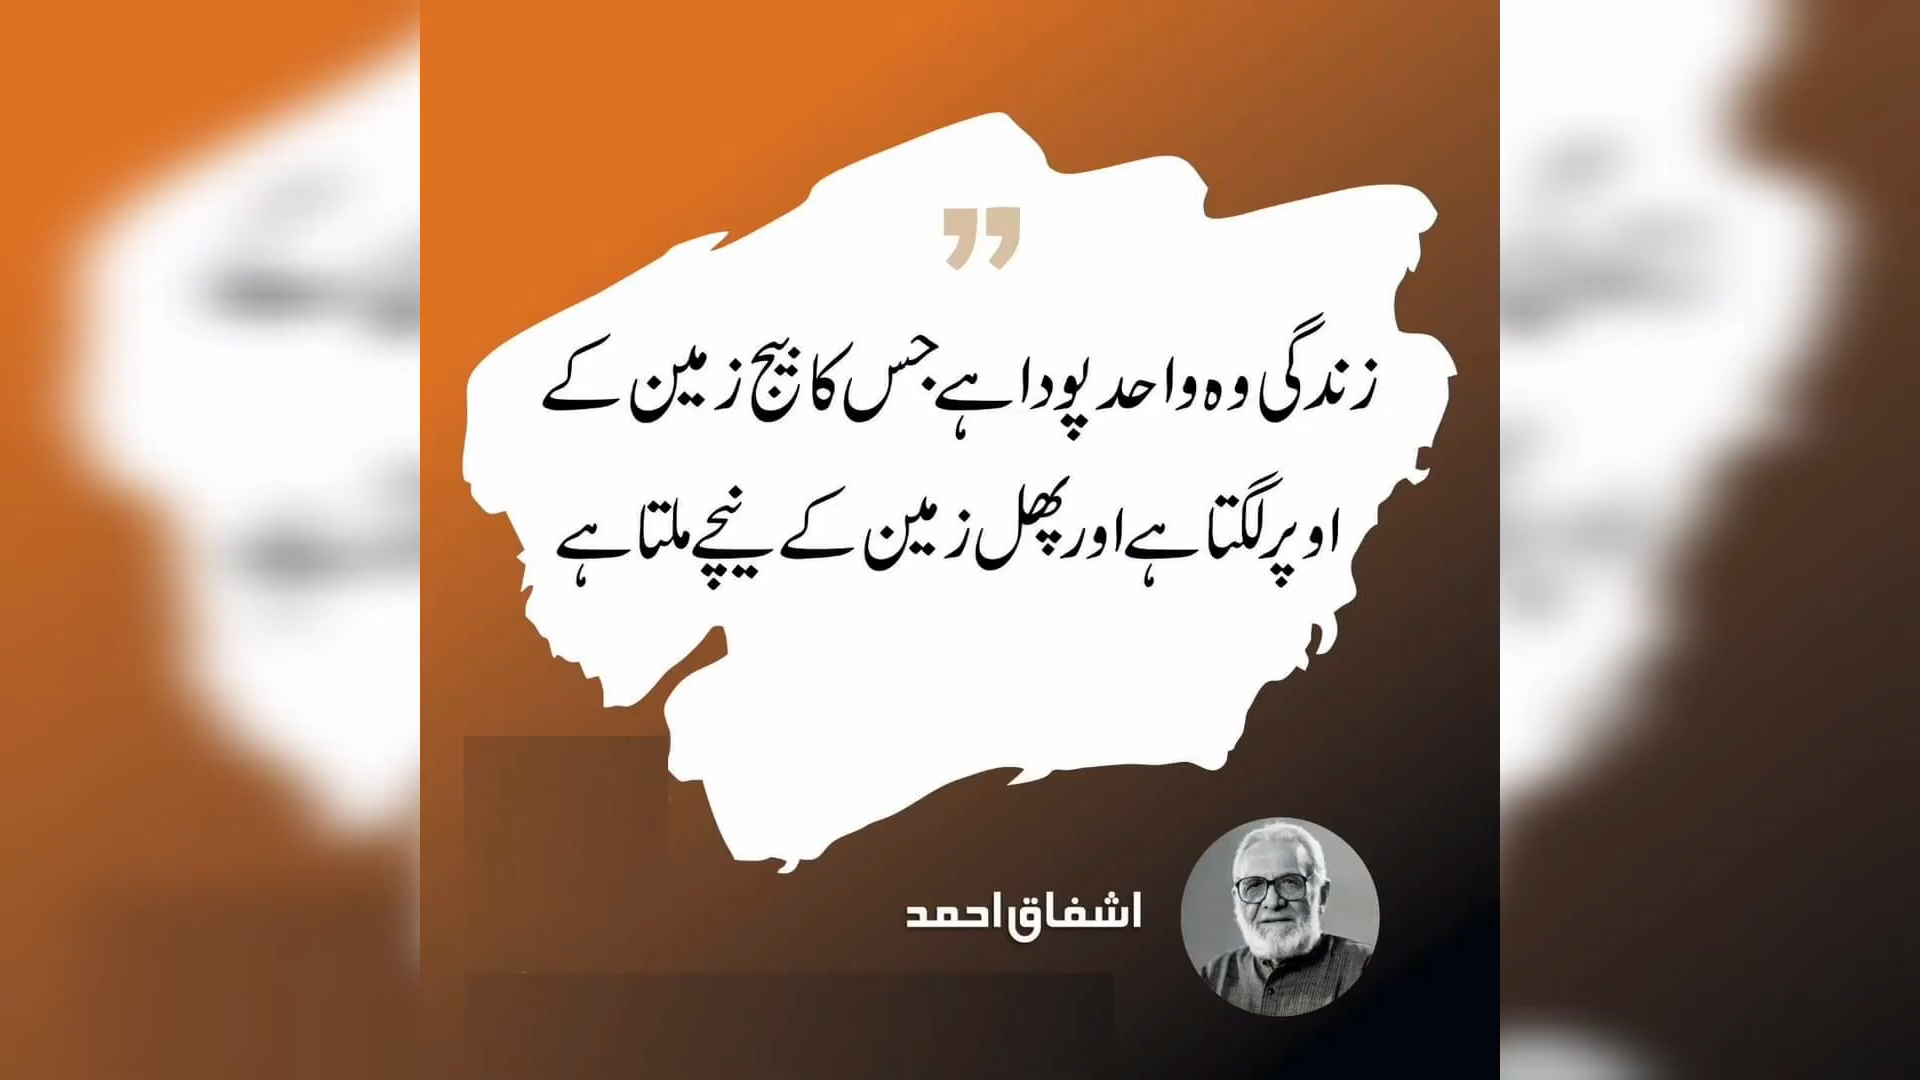 ”
زندگی وہ واحد پودا ہے جس کا بیج زمین کے
اوپر لگتا ہے اور پھل زمین کے نیچے ملتا ہے
اشفاق احمد